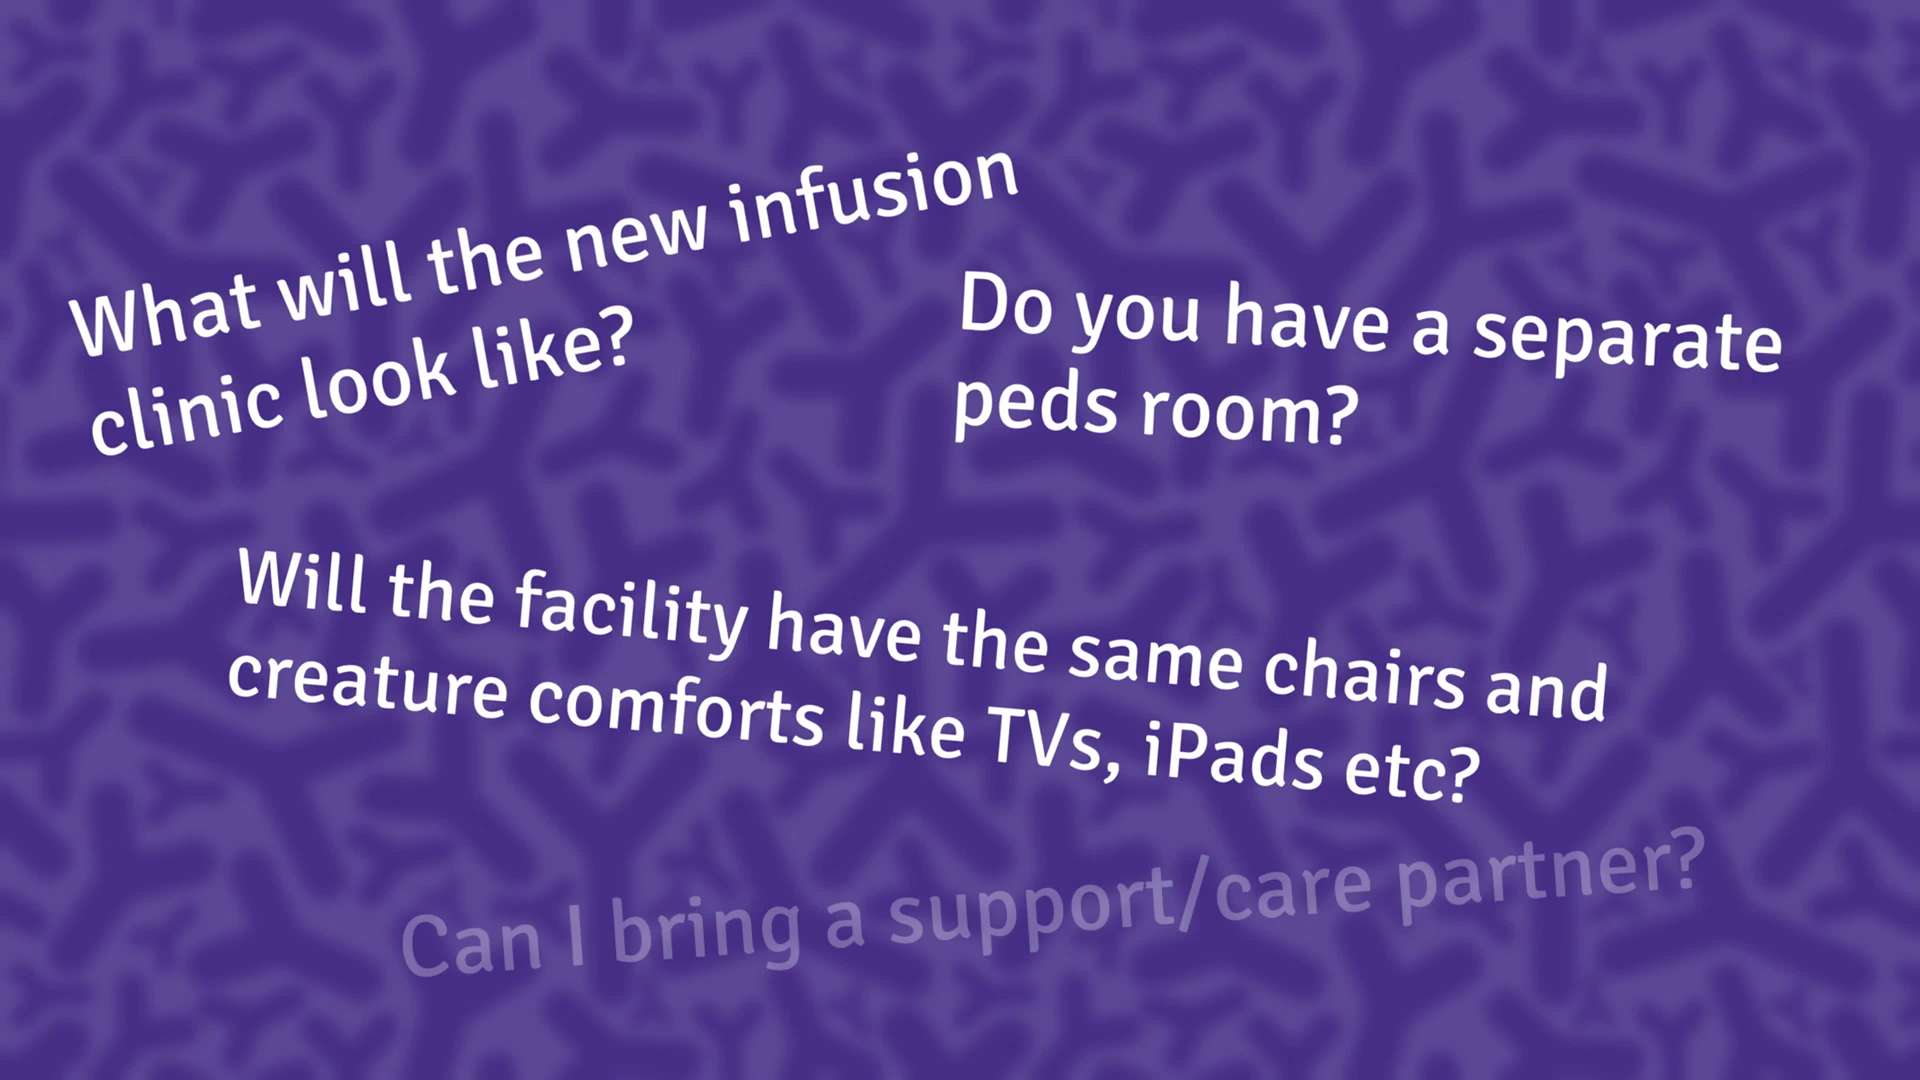 What will the new infusion
clinic look like?
Do you have a separate
peds room?
Will the facility have the same chairs and
creature comforts like TVs, iPads etc?
Can I bring a support/care partner?